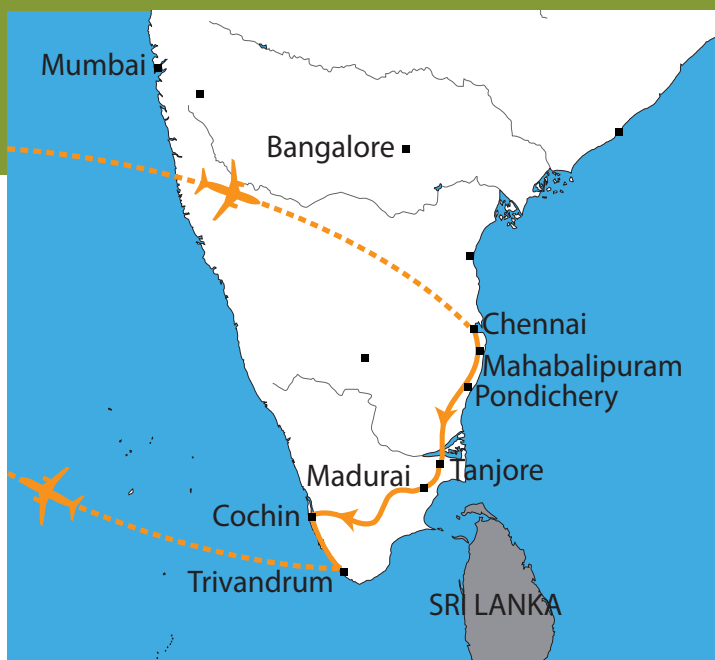 Mumbai
Bangalore
Chennai
Mahabalipuram
Pondichery
Madurai
Tanjore
Cochin
Trivandrum
SRI LANKA